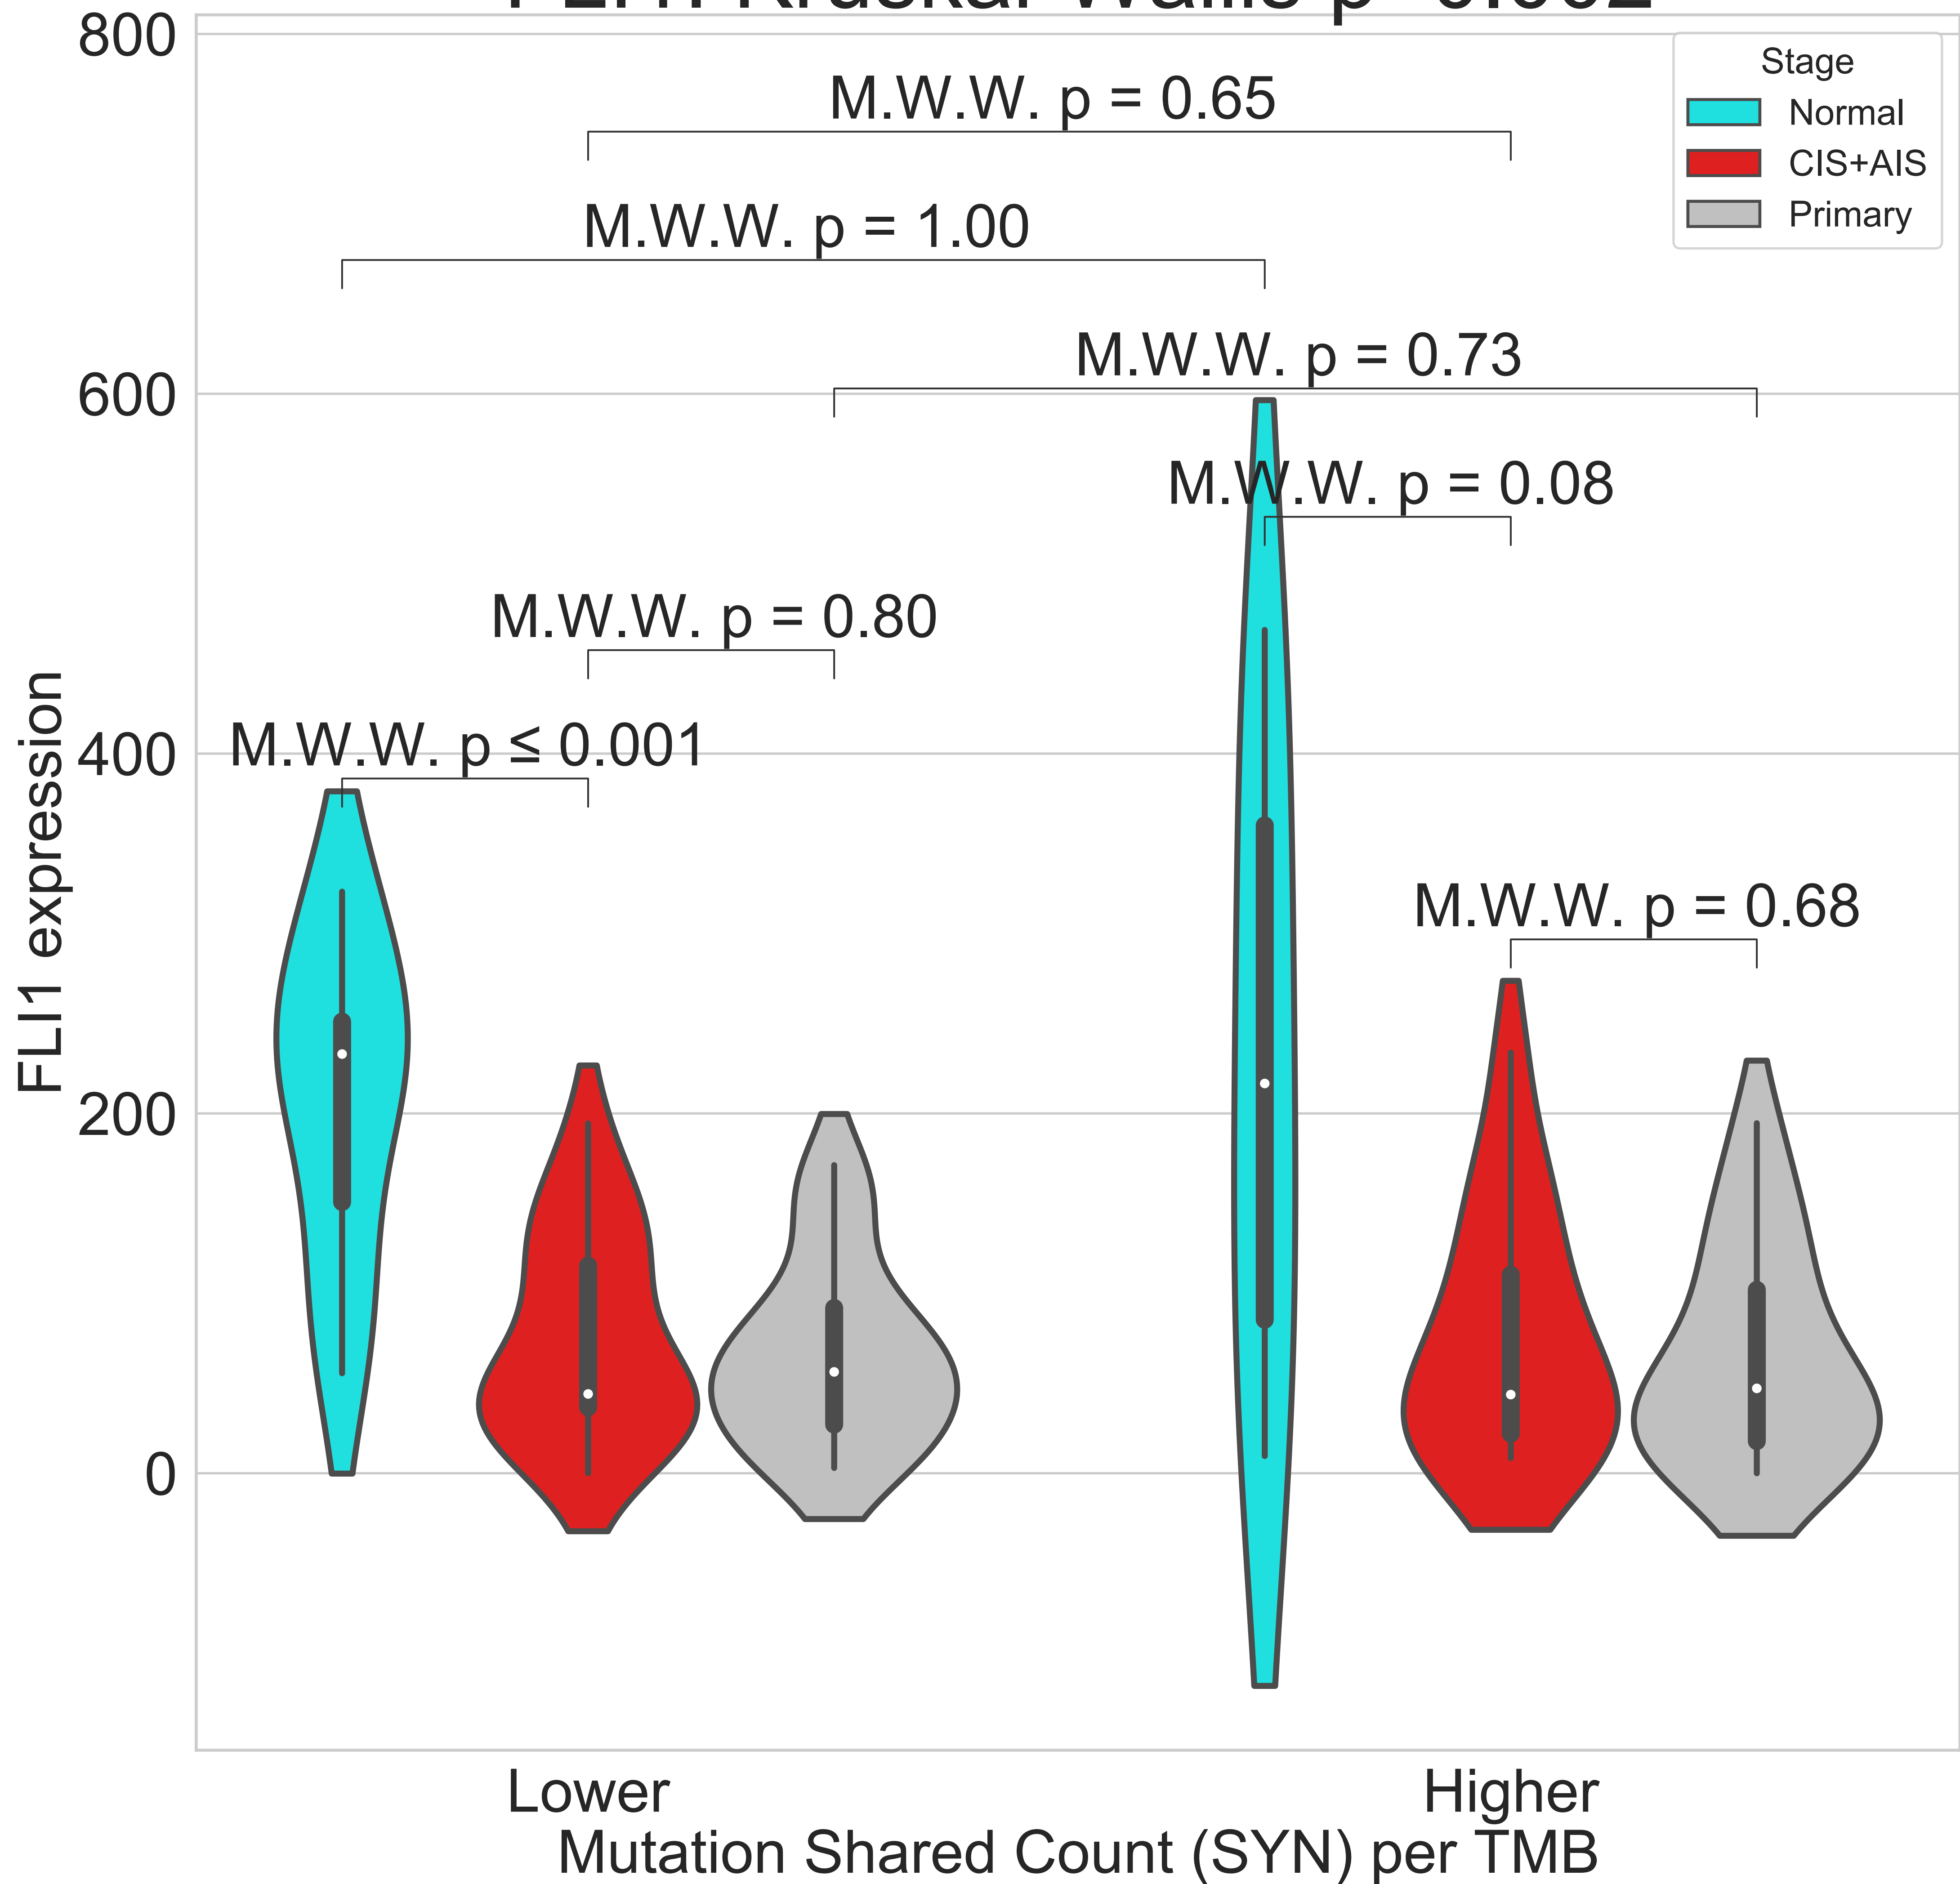 800
Stage
Normal
CIS+AIS
Primary
M.W.W. p = 0.65
M.W.W. p = 1.00
M.W.W. p = 0.73
600
M.W.W. p = 0.08
M.W.W. p = 0.80
M.W.W. p ≤ 0.001
400
M.W.W. p = 0.68
FLI1 expression
200
0
Lower
Higher
Mutation Shared Count (SYN) per TMB